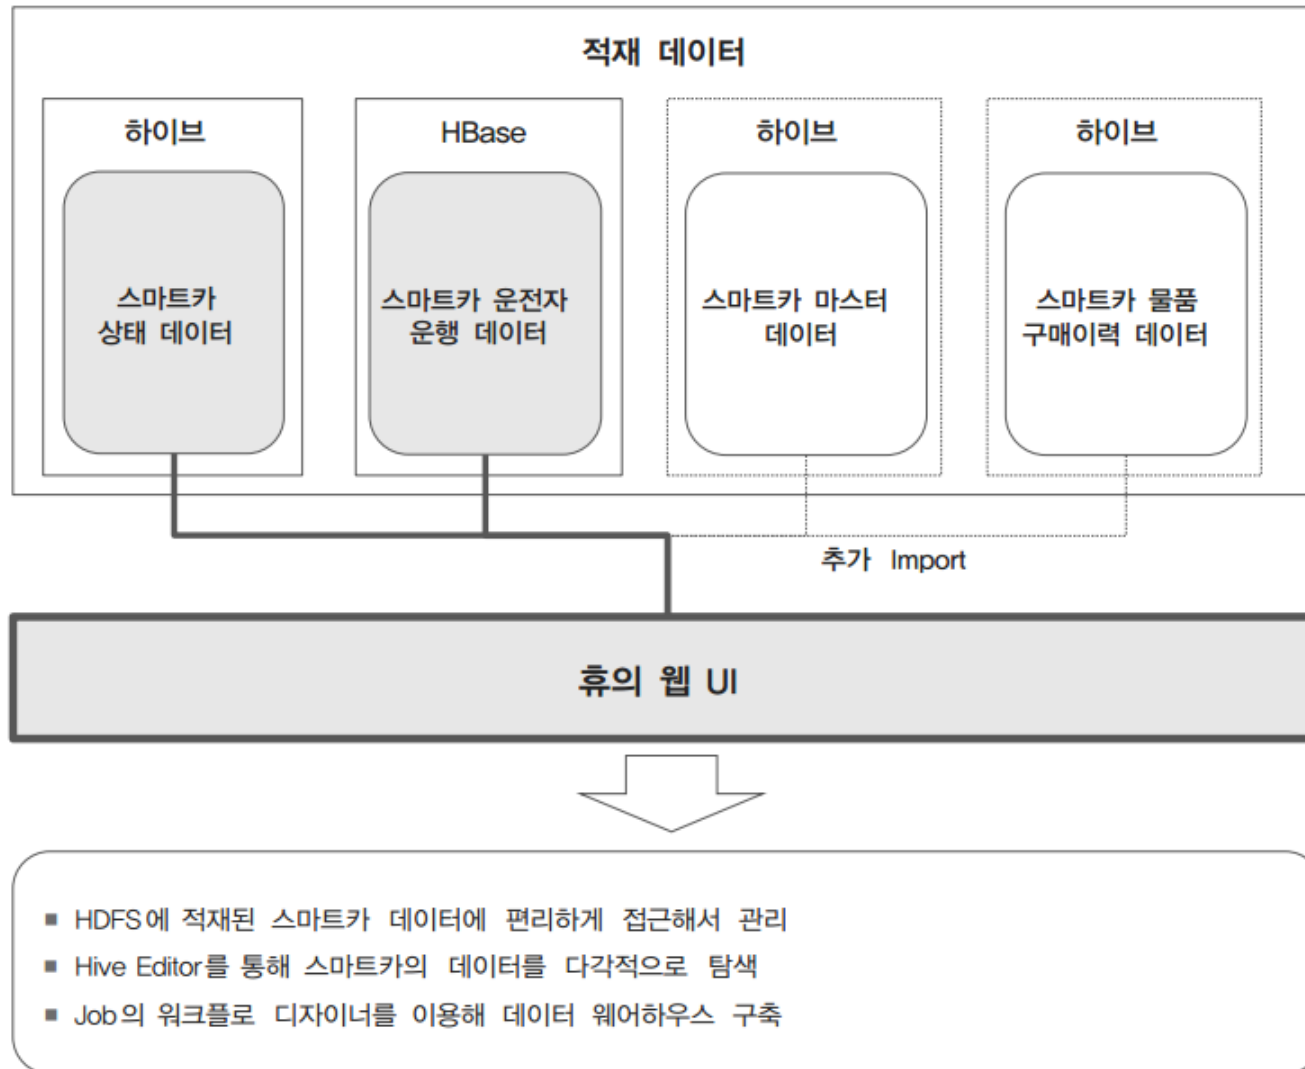 적재 데이터
하이브
HBase
하이브
하이브
스마트카
상태 데이터
스마트카 운전자
운행 데이터
스마트카 마스터
데이터
스마트카 물품
구매이력 데이터
추가 Import
휴의 웹 UI
■ HDFS에 적재된 스마트카 데이터에 편리하게 접근해서 관리
■ Hive Editor를 통해 스마트카의 데이터를 다각적으로 탐색
■ Job의 워크플로 디자이너를 이용해 데이터 웨어하우스 구축